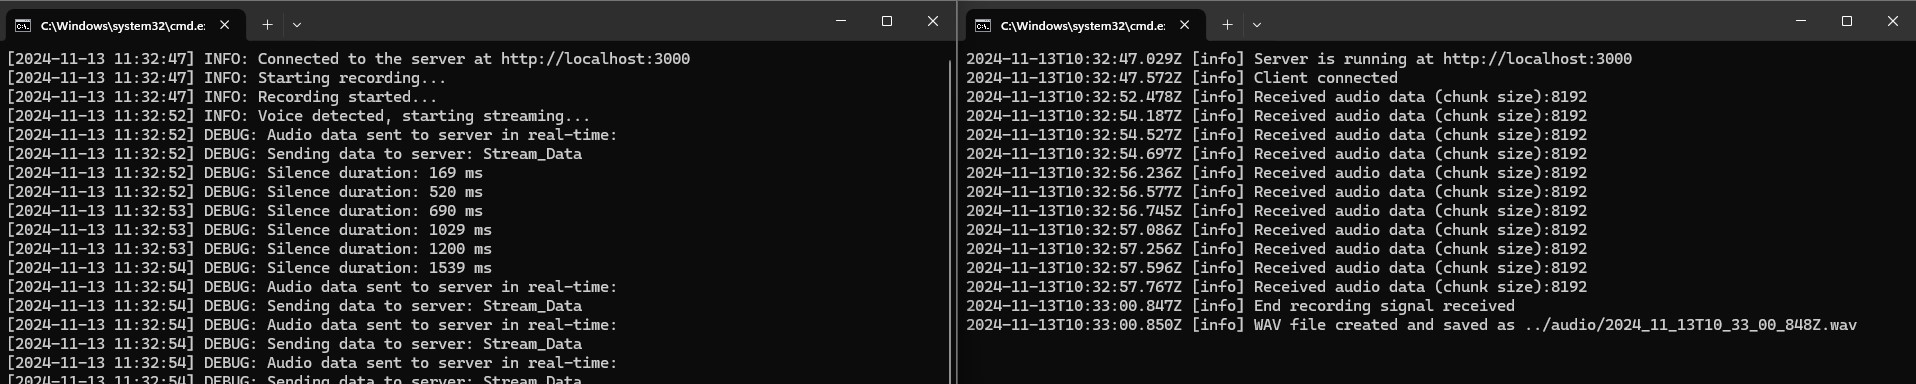 C:\Windows\system32\cmd.e:
[2024-11-13 11:32:47] INFO: Connected to the server at http://localhost:3000
[2024-11-13 11:32:47] INFO: Starting recording...
[2024-11-13 11:32:47] INFO: Recording started...
[2024-11-13 11:32:52] INFO: Voice detected, starting streaming...
[2024-11-13 11:32:52] DEBUG: Audio data sent to server in real-time:
[2024-11-13 11:32:52] DEBUG: Sending data to server: Stream_Data
[2024-11-13 11:32:52] DEBUG: Silence duration: 169 ms
[2024-11-13 11:32:52] DEBUG: Silence duration: 520 ms
[2024-11-13 11:32:53] DEBUG: Silence duration: 690 ms
[2024-11-13 11:32:53] DEBUG: Silence duration: 1029 ms
[2024-11-13 11:32:53] DEBUG: Silence duration: 1200 ms
[2024-11-13 11:32:54] DEBUG: Silence duration: 1539 ms
[2024-11-13 11:32:54] DEBUG: Audio data sent to server in real-time:
[2024-11-13 11:32:54] DEBUG: Sending data to server: Stream_Data
[2024-11-13 11:32:54] DEBUG: Audio data sent to server in real-time:
[2024-11-13 11:32:54] DEBUG: Sending data to server: Stream_Data
[2024-11-13 11:32:54] DEBUG: Audio data sent to server in real-time:
[2024-11-13 11:32:54] DEBUG: Sending data to server: Stream_Data
C:\Windows\system32\cmd.e:
2024-11-13T10:32:47.029Z [info] Server is running at http://localhost:3000
2024-11-13T10:32:47.572Z [info] Client connected
2024-11-13T10:32:52.478Z [info] Received audio data (chunk size):8192
2024-11-13T10:32:54.187Z [info] Received audio data (chunk size):8192
2024-11-13T10:32:54.527Z [info] Received audio data (chunk size):8192
2024-11-13T10:32:54.697Z [info] Received audio data (chunk size):8192
2024-11-13T10:32:56.236Z [info] Received audio data (chunk size):8192
2024-11-13T10:32:56.577Z [info] Received audio data (chunk size):8192
2024-11-13T10:32:56.745Z [info] Received audio data (chunk size):8192
2024-11-13T10:32:57.086Z [info] Received audio data (chunk size):8192
2024-11-13T10:32:57.256Z [info] Received audio data (chunk size):8192
2024-11-13T10:32:57.596Z [info] Received audio data (chunk size):8192
2024-11-13T10:32:57.767Z [info] Received audio data (chunk size):8192
2024-11-13T10:33:00.847Z [info] End recording signal received
2024-11-13T10:33:00.850Z [info] WAV file created and saved as ../audio/2024_11_13T10_33_00_848Z.wav